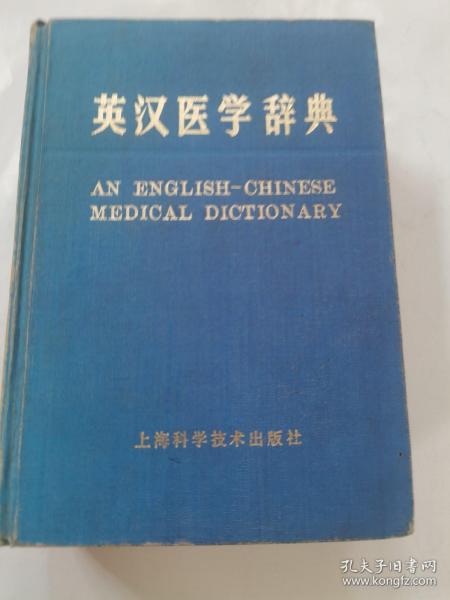 英汉医学辞典
AN ENGLISH-CHINESE
MEDICAL DICTIONARY
上海科学技术出版社
孔夫子旧书网
www.kongfz.com